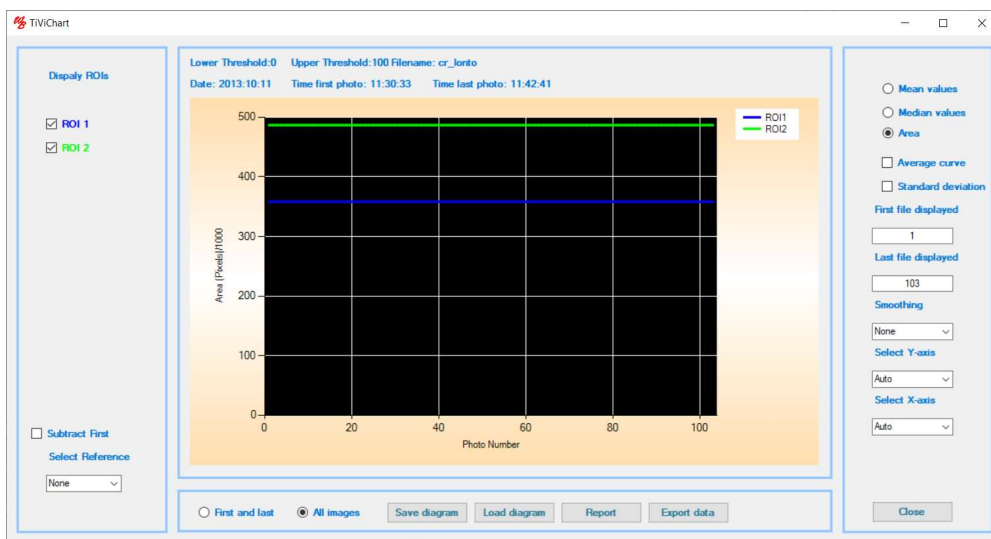 TiViChart
Dispaly ROIs
ROI 1
ROI 2
Subtract First
Select Reference
None
Lower Threshold:0 Upper Threshold:100 Filename: cr_lonto
Date: 2013:10:11 Time first photo: 11:30:33 Time last photo: 11:42:41
ROI1
ROI2
500
400
300
200
100
0
Area [Pixels]/1000
0 20 40 60 80 100
Photo Number
First and last
All images
Save diagram
Load diagram
Report
Export data
Mean values
Median values
Area
Average curve
Standard deviation
First file displayed
1
Last file displayed
103
Smoothing
None
Select Y-axis
Auto
Select X-axis
Auto
Close